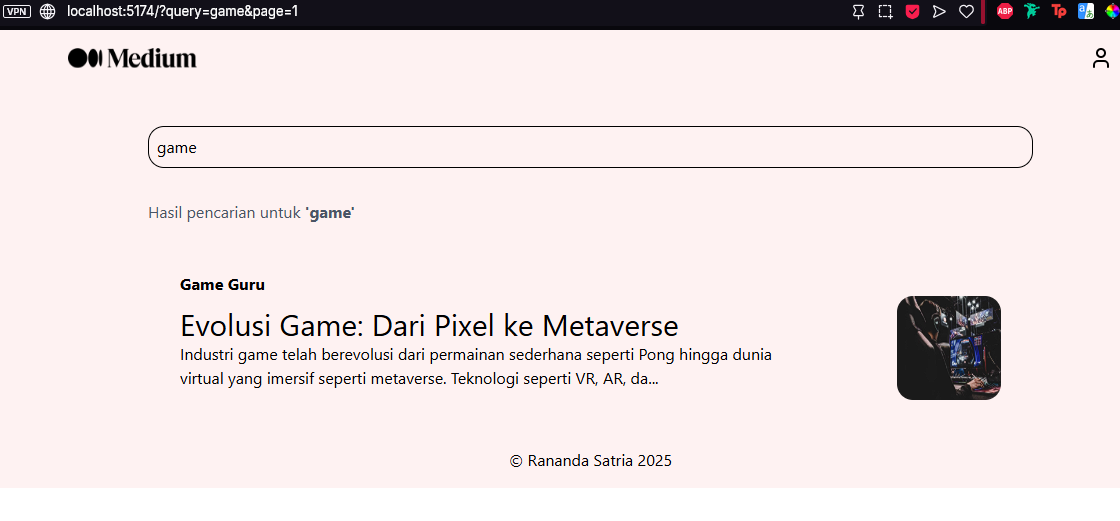 VPN localhost:5174/?query=game&page=1 ABP Tp
Medium
game
Hasil pencarian untuk 'game'
Game Guru
Evolusi Game: Dari Pixel ke Metaverse
Industri game telah berevolusi dari permainan sederhana seperti Pong hingga dunia
virtual yang imersif seperti metaverse. Teknologi seperti VR, AR, da...
© Rananda Satria 2025